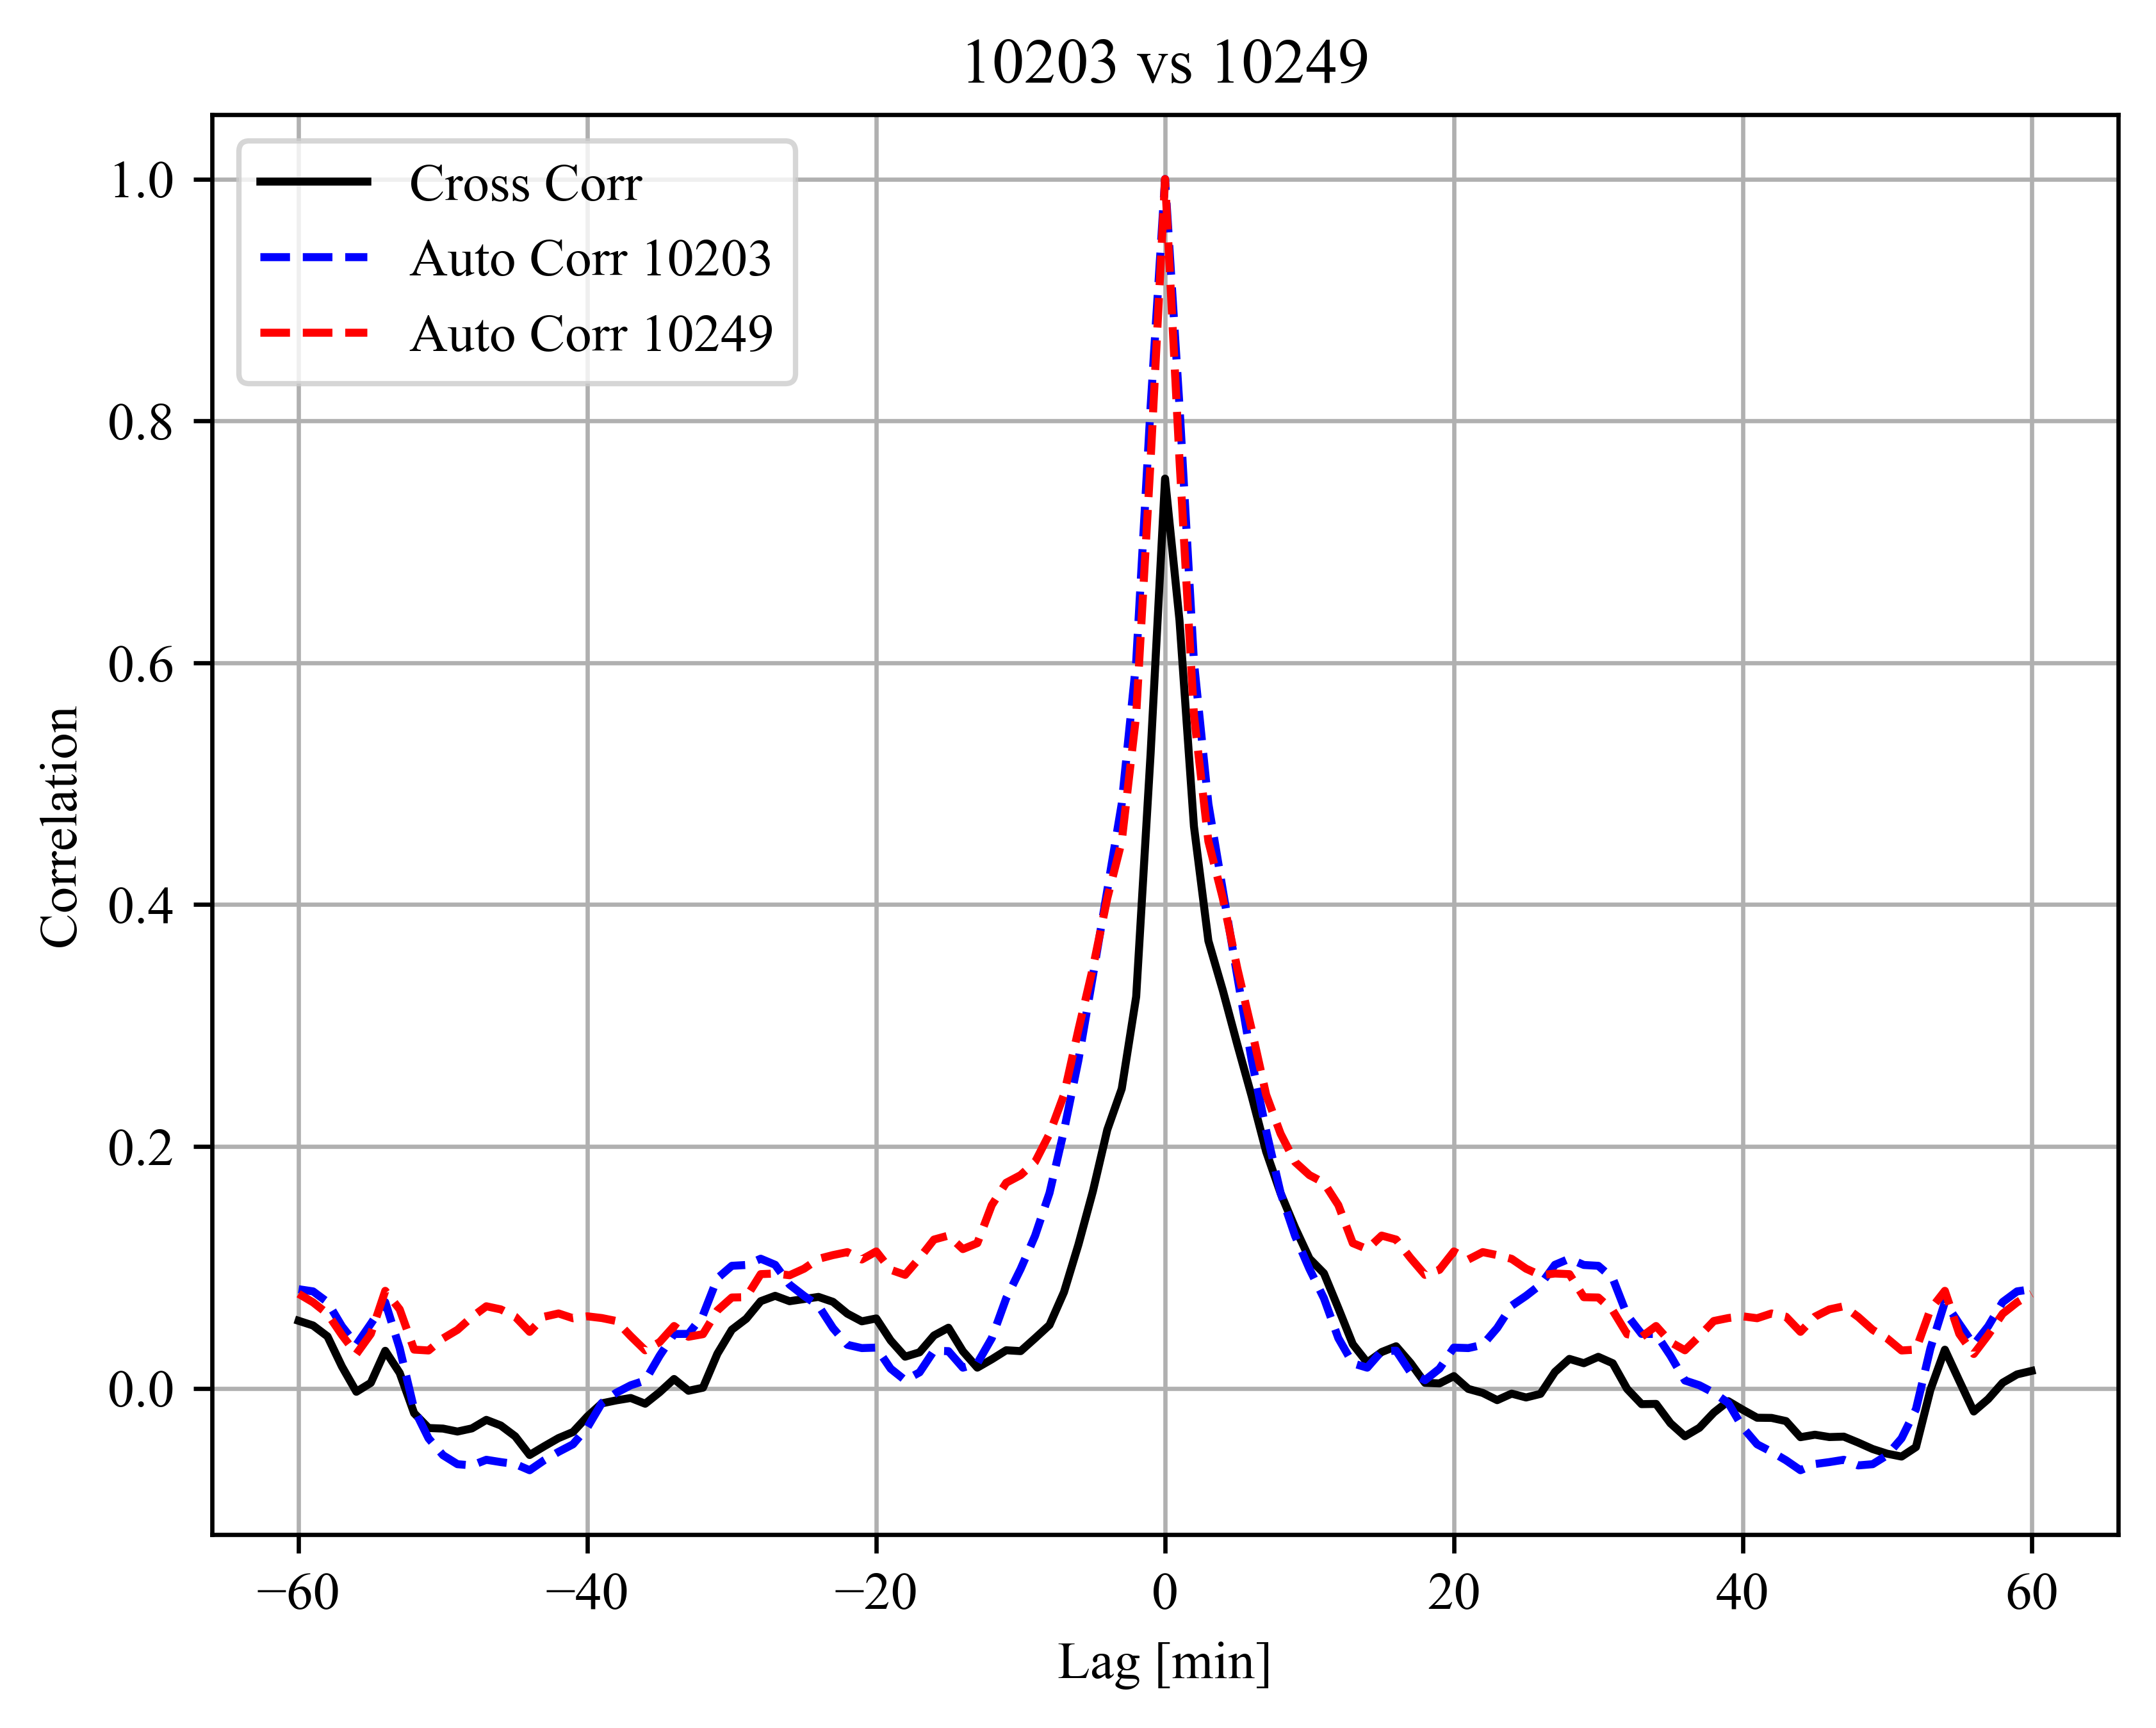 10203 vs 10249
Cross Corr
Auto Corr 10203
Auto Corr 10249
Correlation
1.0
0.8
0.6
0.4
0.2
0.0
−60 −40 −20 0 20 40 60
Lag [min]